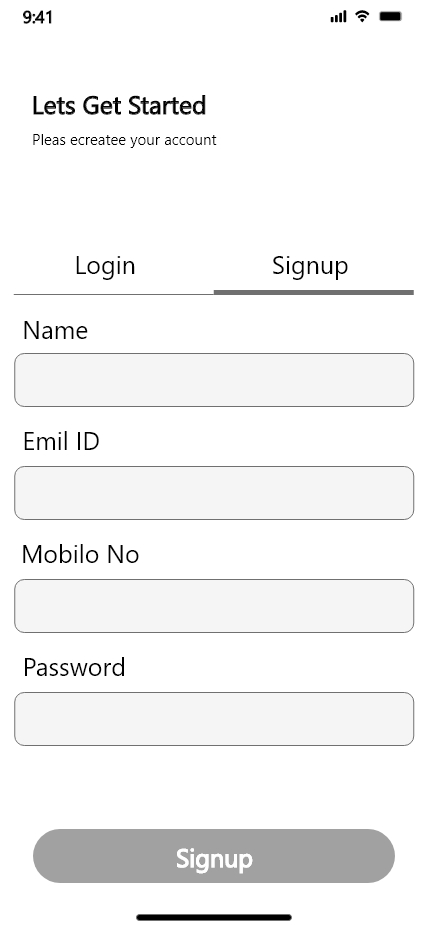 9:41
Lets Get Started
Pleas ecreatee your account
Login Signup
Name
Emil ID
Mobilo No
Password
Signup